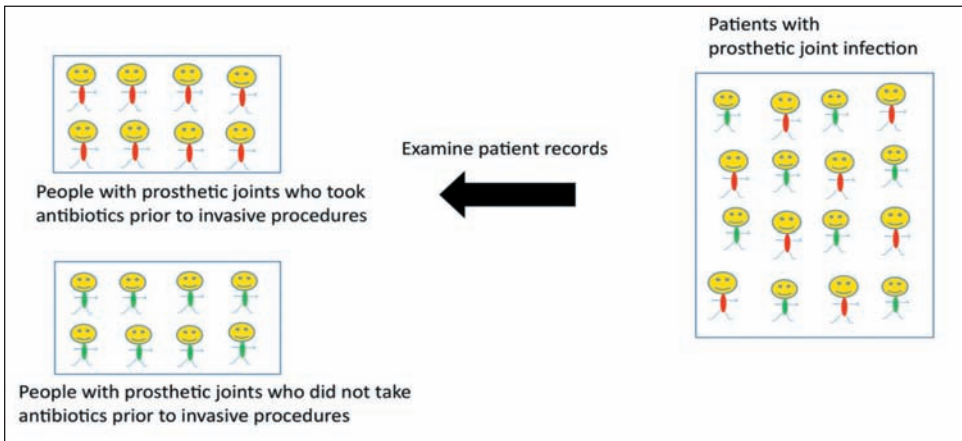 Patients with
prosthetic joint infection
Examine patient records
People with prosthetic joints who took
antibiotics prior to invasive procedures
People with prosthetic joints who did not take
antibiotics prior to invasive procedures